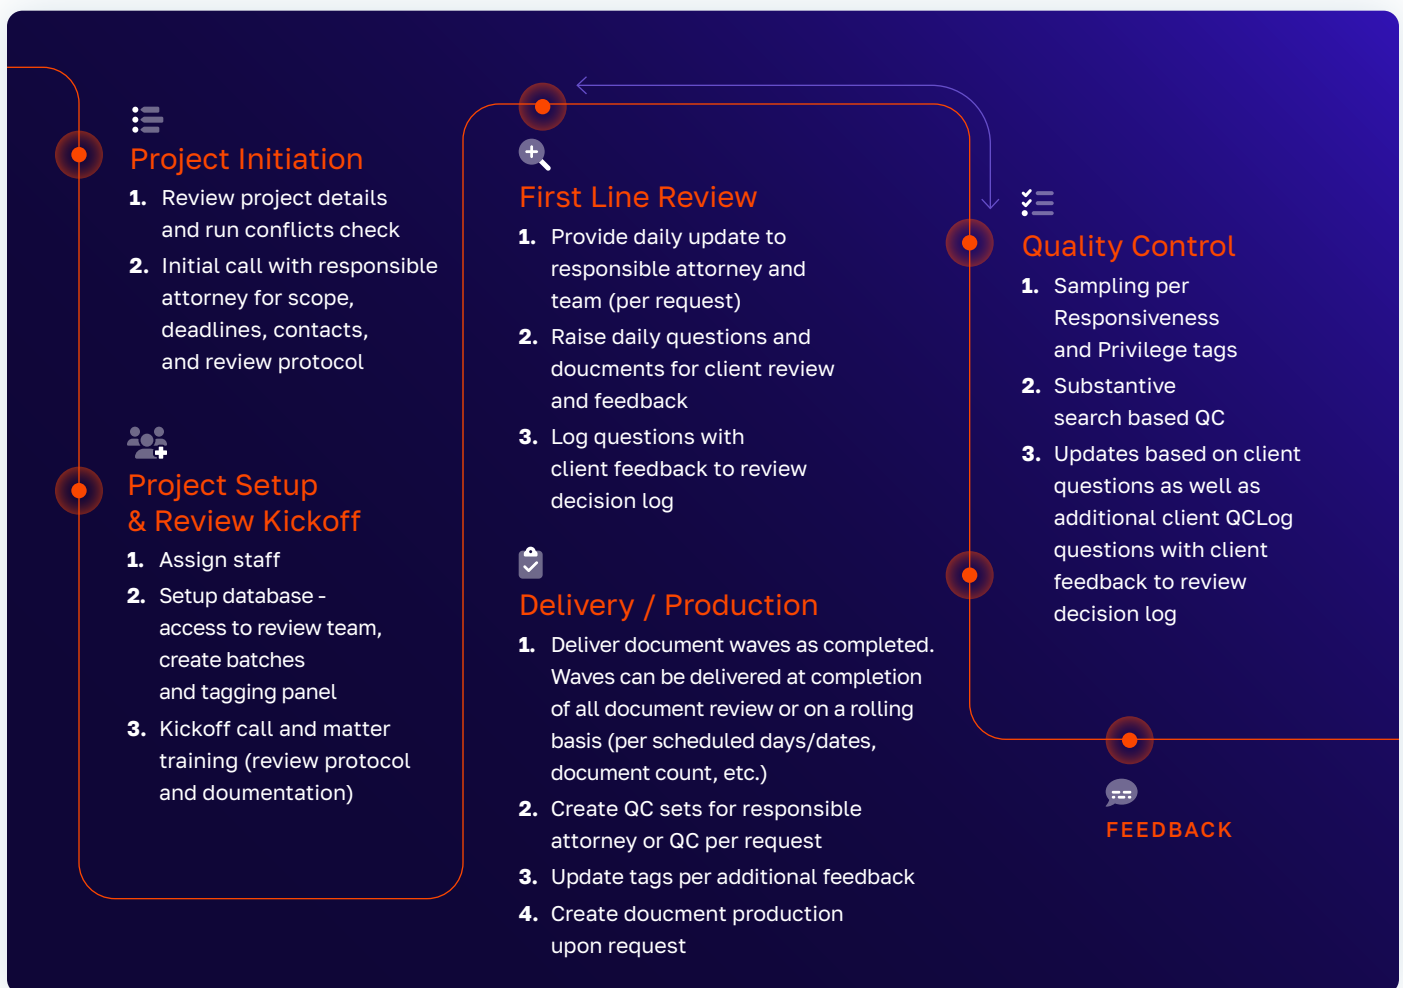 Project Initiation
1. Review project details
and run conflicts check
2. Initial call with responsible
attorney for scope,
deadlines, contacts,
and review protocol
Project Setup
& Review Kickoff
1. Assign staff
2. Setup database -
access to review team,
create batches
and tagging panel
3. Kickoff call and matter
training (review protocol
and doumentation)
First Line Review
1. Provide daily update to
responsible attorney and
team (per request)
2. Raise daily questions and
doucments for client review
and feedback
3. Log questions with
client feedback to review
decision log
Quality Control
1. Sampling per
Responsiveness
and Privilege tags
2. Substantive
search based QC
3. Updates based on client
questions as well as
additional client QCLog
questions with client
feedback to review
decision log
Delivery / Production
1. Deliver document waves as completed.
Waves can be delivered at completion
of all document review or on a rolling
basis (per scheduled days/dates,
document count, etc.)
2. Create QC sets for responsible
attorney or QC per request
3. Update tags per additional feedback
4. Create doucment production
upon request
FEEDBACK